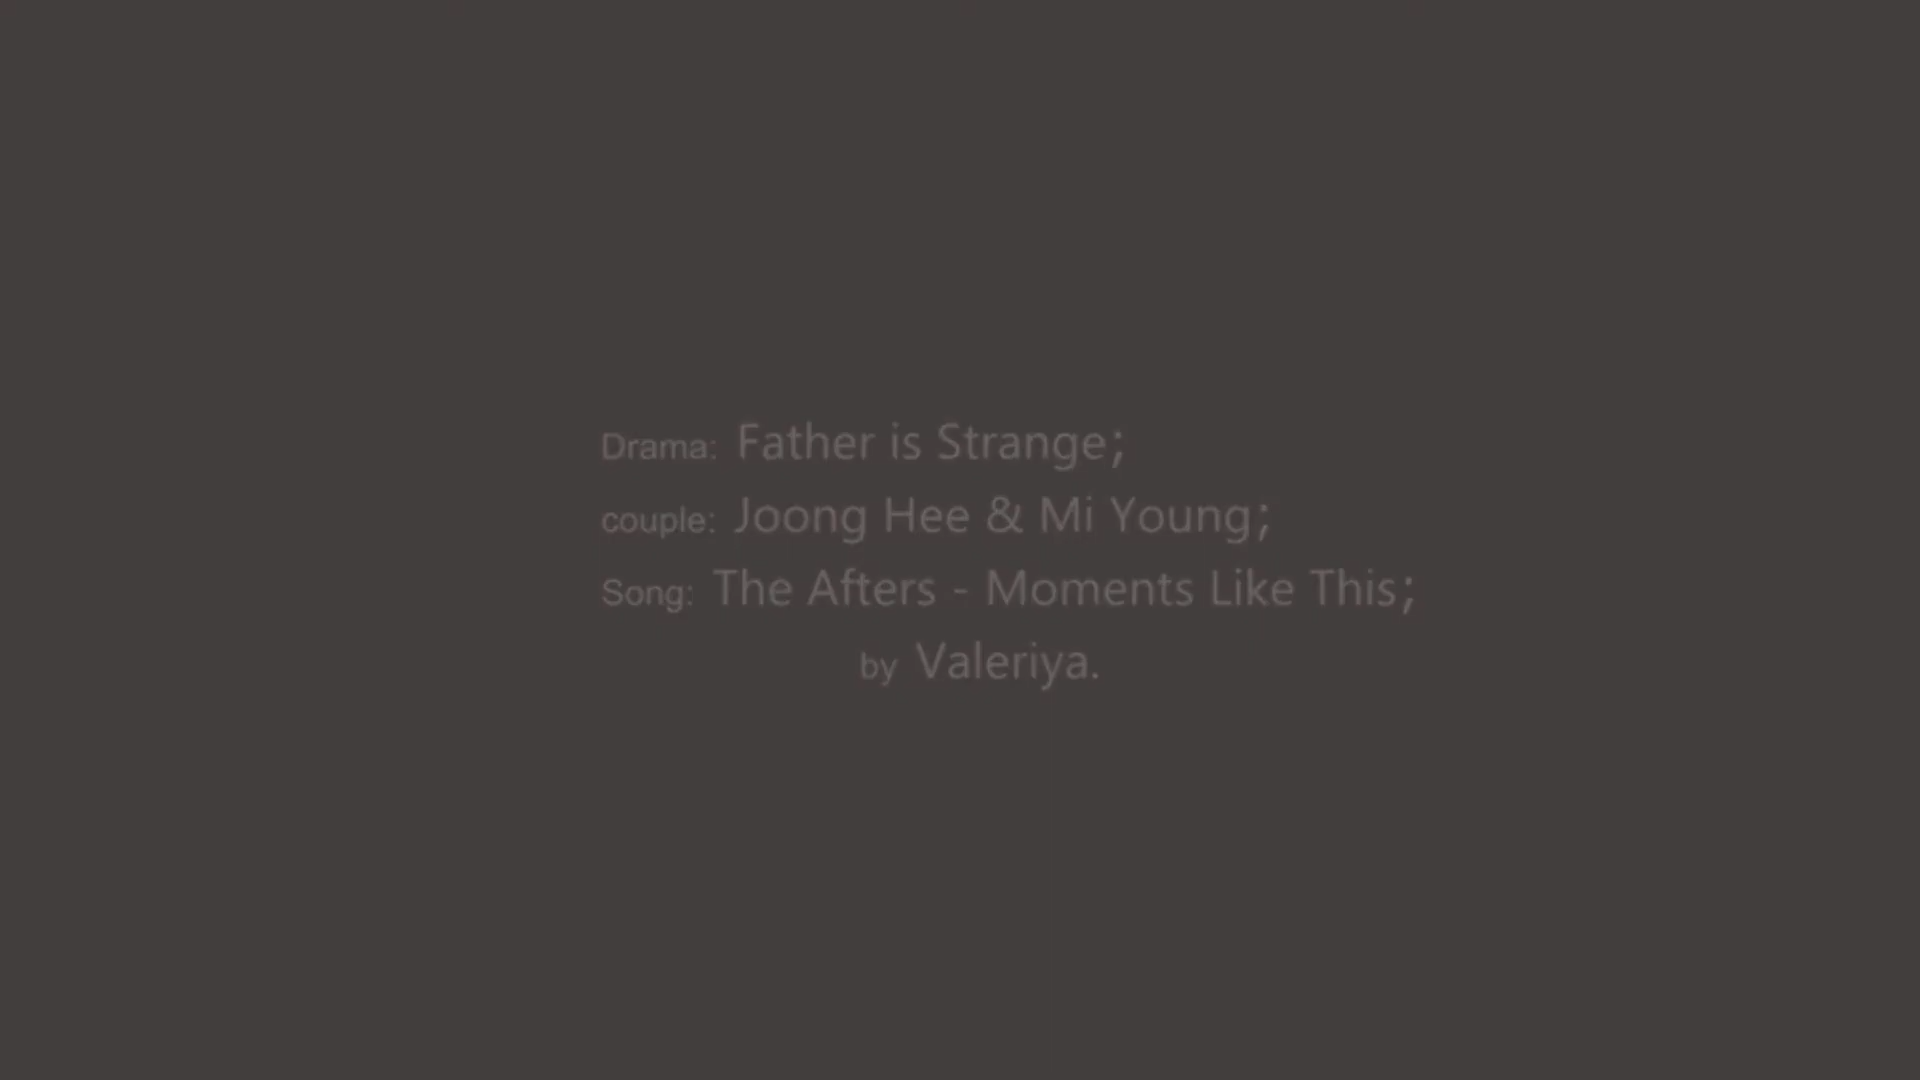 Drama: Father is Strange;
couple: Joong Hee & Mi Young;
Song: The Afters - Moments Like This;
by Valeriya.